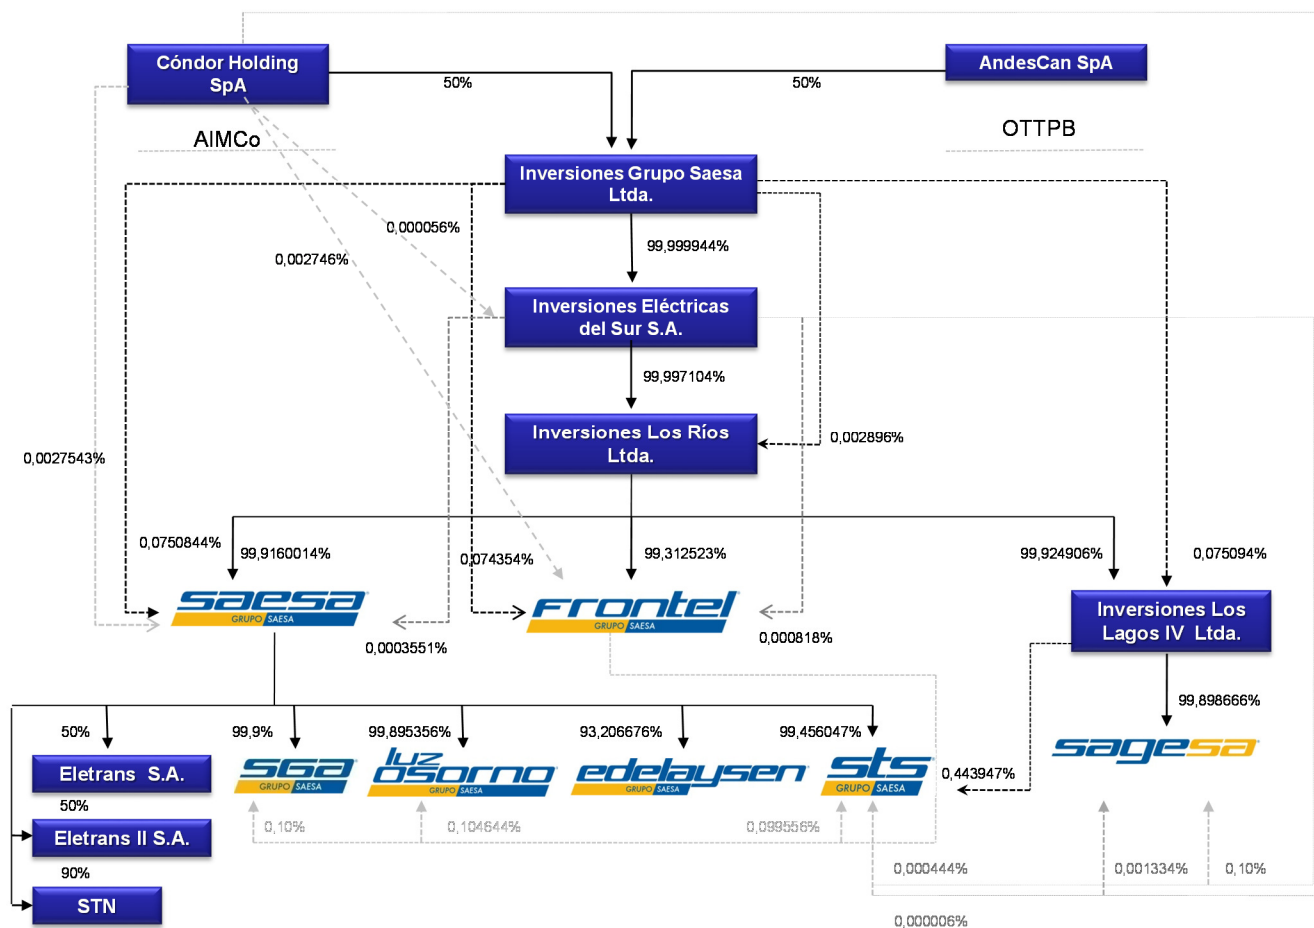 Cóndor Holding
SpA
AndesCan SpA
50%
50%
AIMCo
OTTPB
Inversiones Grupo Saesa
Ltda.
0,000056%
99,999944%
0,002746%
Inversiones Eléctricas
del Sur S.A.
99,997104%
Inversiones Los Ríos
Ltda.
0,002896%
0,0027543%
0,0750844%
99,9160014%
0,074354%
99,312523%
99,924906%
0,075094%
saesa
GRUPO SAESA
frontel
GRUPO SAESA
Inversiones Los
Lagos IV Ltda.
0,0003551%
0,000818%
99,898666%
50%
99,9%
99,895356%
93,206676%
99,456047%
Eletrans S.A.
sga
GRUPO SAESA
luz
osorno
GRUPO SAESA
edelaysen
GRUPO SAESA
sts
GRUPO SAESA
sagesa
0,443947%
50%
Eletrans II S.A.
0,10%
0,104644%
0,099556%
90%
STN
0,000444%
0,001334%
0,10%
0,000006%